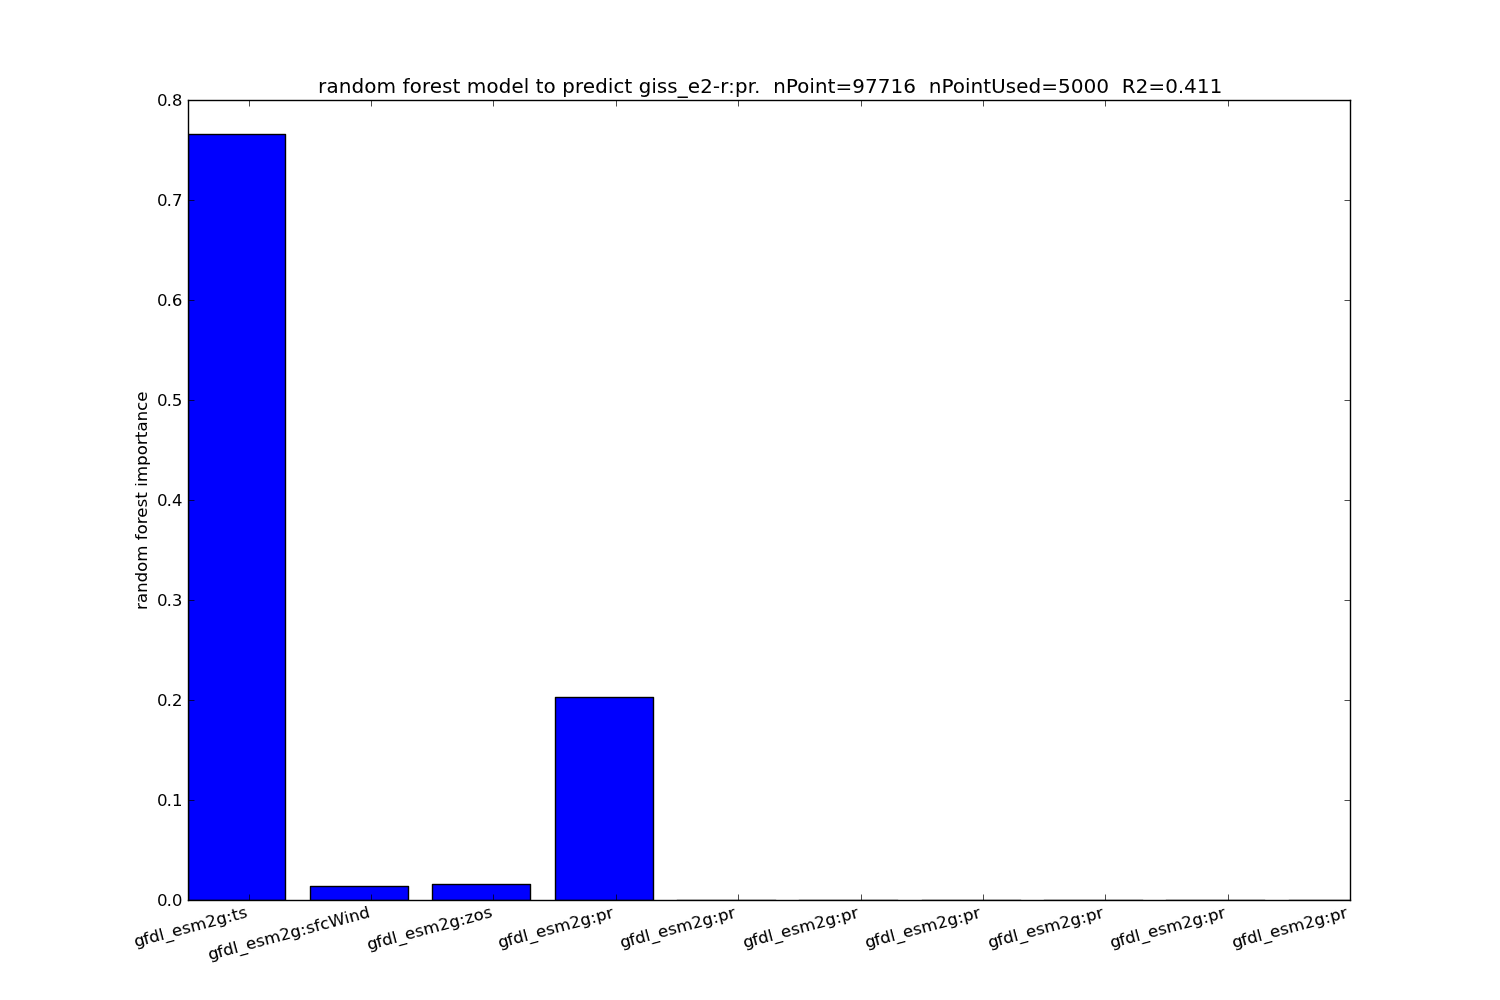 random forest model to predict giss_e2-r:pr.  nPoint=97716  nPointUsed=5000  R2=0.411
0.8
0.7
0.6
0.5
0.4
0.3
0.2
0.1
0.0
random forest importance
gfdl_esm2g:ts
gfdl_esm2g:sfcWind
gfdl_esm2g:zos
gfdl_esm2g:pr
gfdl_esm2g:pr
gfdl_esm2g:pr
gfdl_esm2g:pr
gfdl_esm2g:pr
gfdl_esm2g:pr
gfdl_esm2g:pr